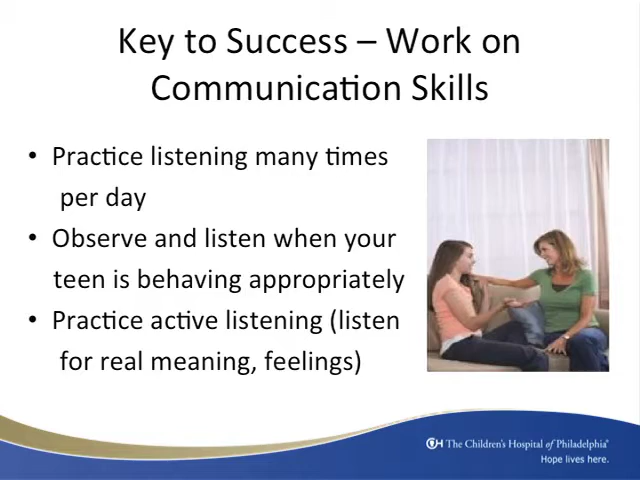 Key to Success – Work on
Communication Skills
• Practice listening many times
per day
• Observe and listen when your
teen is behaving appropriately
• Practice active listening (listen
for real meaning, feelings)
The Children's Hospital of Philadelphia®
Hope lives here.